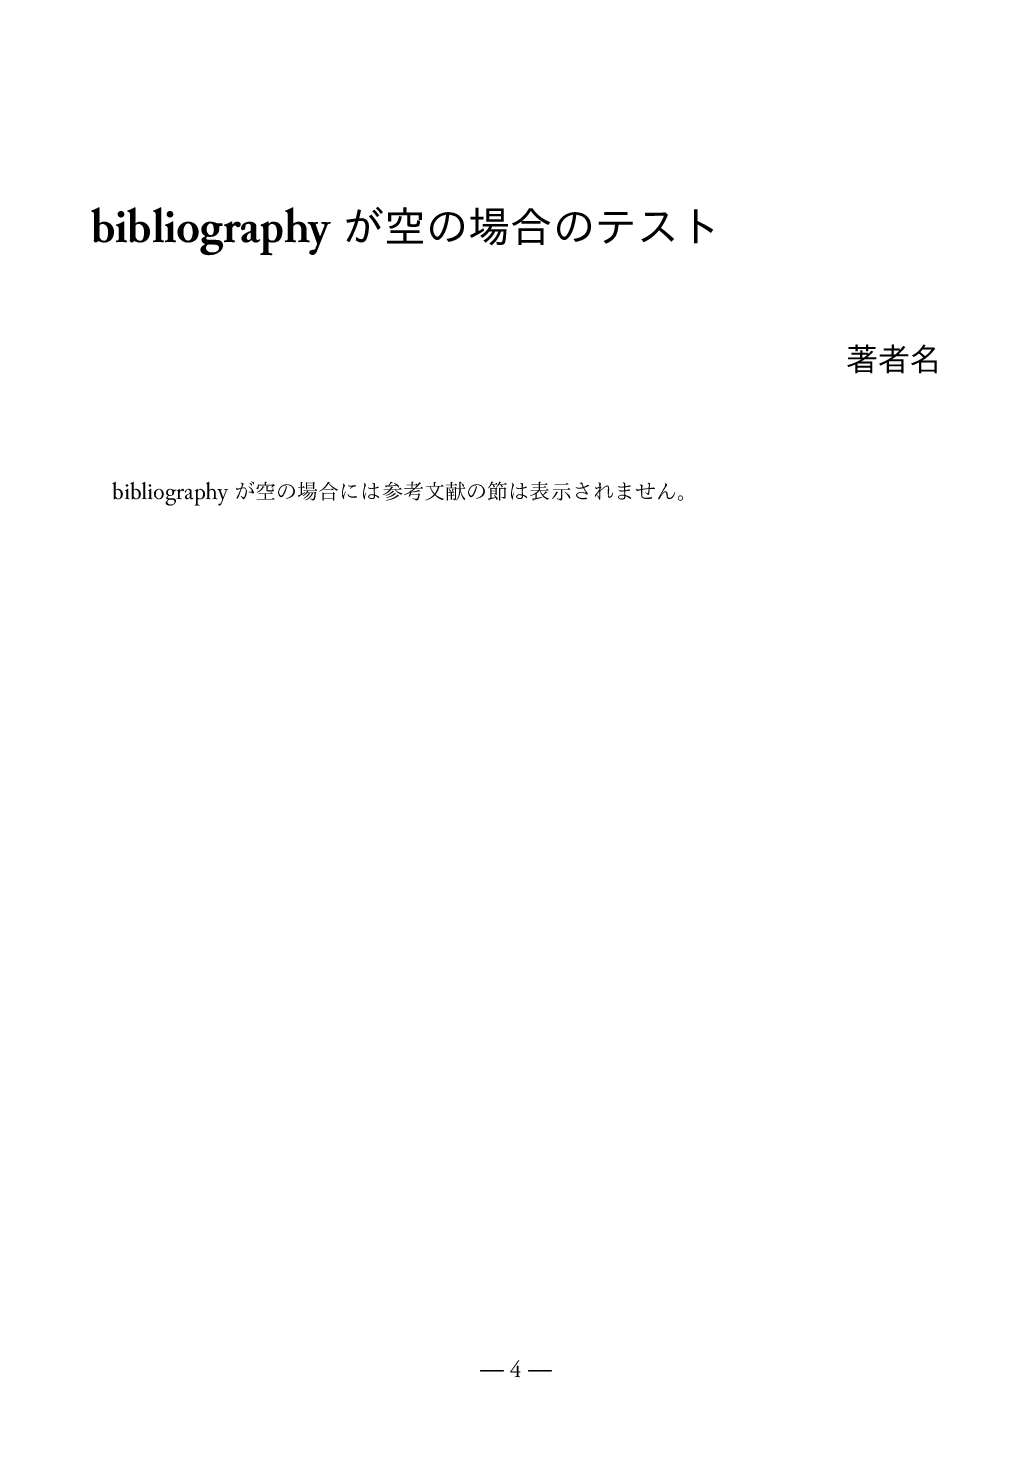 bibliography が空の場合のテスト
著者名
bibliography が空の場合には参考文献の節は表示されません。
— 4 —